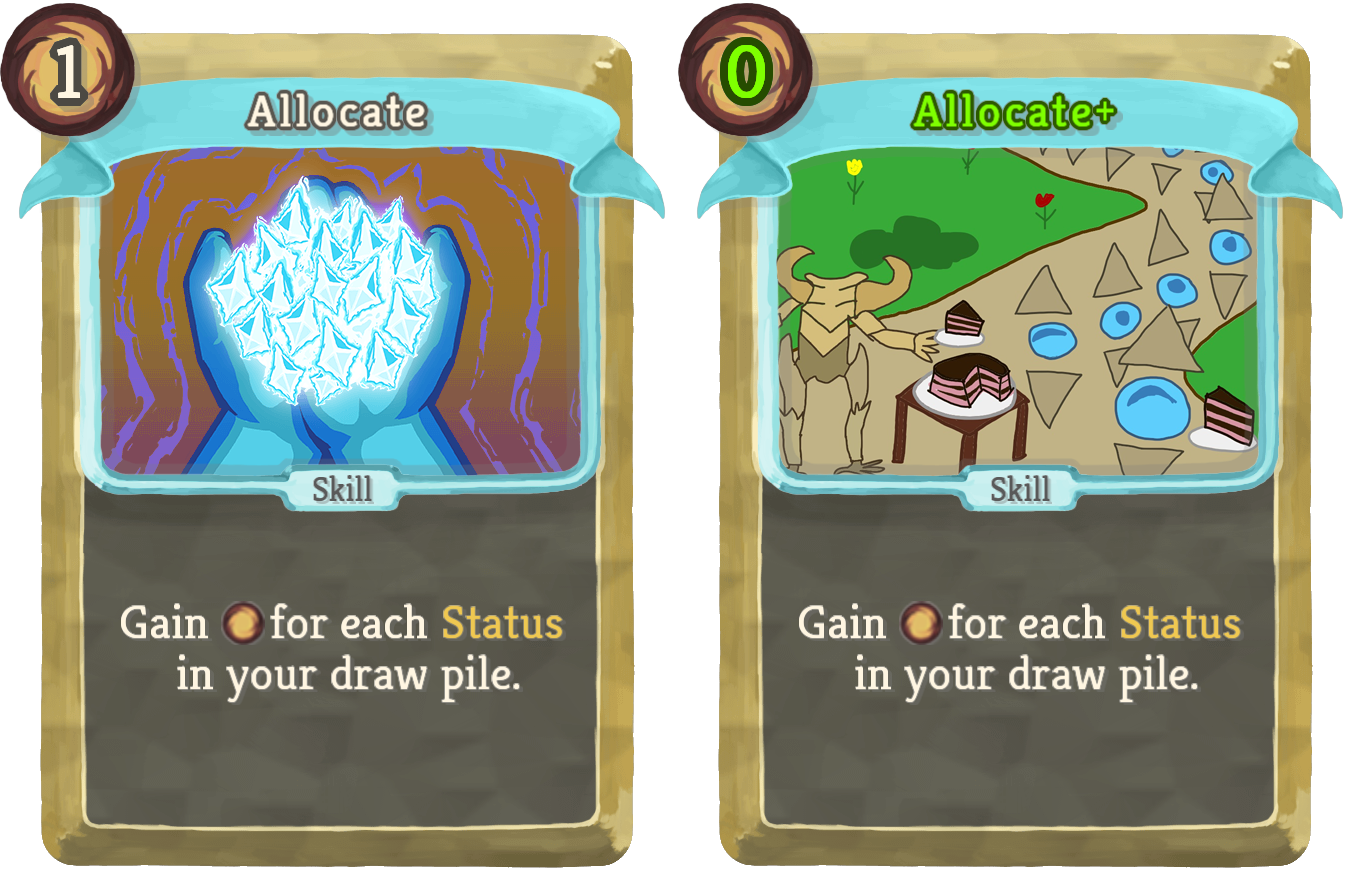 1
Allocate
Skill
Gain for each Status
in your draw pile.
0
Allocate+
Skill
Gain for each Status
in your draw pile.